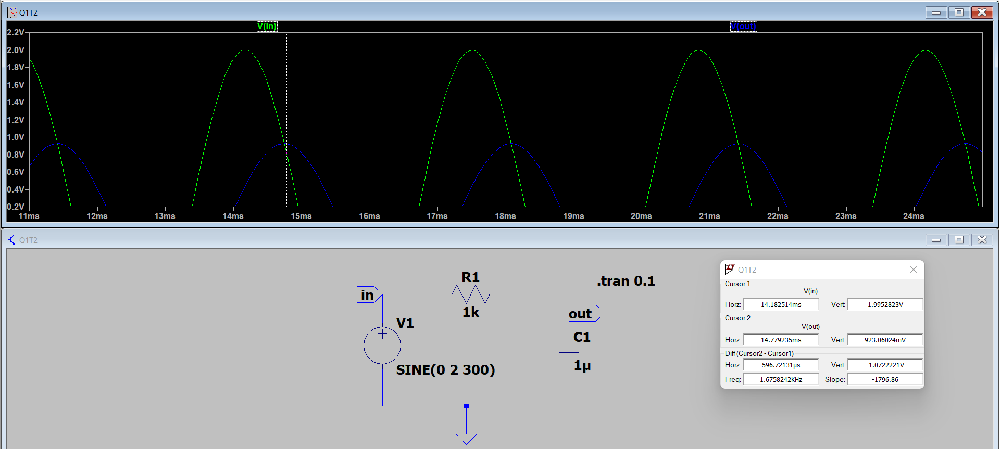 Q1T2
V(in) V(out)
2.2V
2.0V
1.8V
1.6V
1.4V
1.2V
1.0V
0.8V
0.6V
0.4V
0.2V
11ms 12ms 13ms 14ms 15ms 16ms 17ms 18ms 19ms 20ms 21ms 22ms 23ms 24ms
Q1T2
R1
1k
in
V1
SINE(0 2 300)
.tran 0.1
out
C1
1µ
Q1T2
Cursor 1
V(in)
Horz: 14.182514ms Vert: 1.9952823V
Cursor 2
V(out)
Horz: 14.779235ms Vert: 923.06024mV
Diff (Cursor2 - Cursor1)
Horz: 596.72131µs Vert: -1.0722221V
Freq: 1.6758242KHz Slope: -1796.86